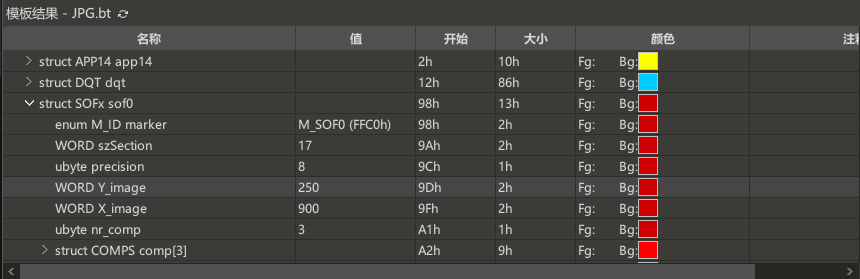 模板结果 - JPG.bt
名称 值 开始 大小 颜色
struct APP14 app14 2h 10h Fg: Bg:
struct DQT dqt 12h 86h Fg: Bg:
struct SOFx sof0 98h 13h Fg: Bg:
enum M_ID marker M_SOF0 (FFC0h) 98h 2h Fg: Bg:
WORD szSection 17 9Ah 2h Fg: Bg:
ubyte precision 8 9Ch 1h Fg: Bg:
WORD Y_image 250 9Dh 2h Fg: Bg:
WORD X_image 900 9Fh 2h Fg: Bg:
ubyte nr_comp 3 A1h 1h Fg: Bg:
struct COMPS comp[3] A2h 9h Fg: Bg: